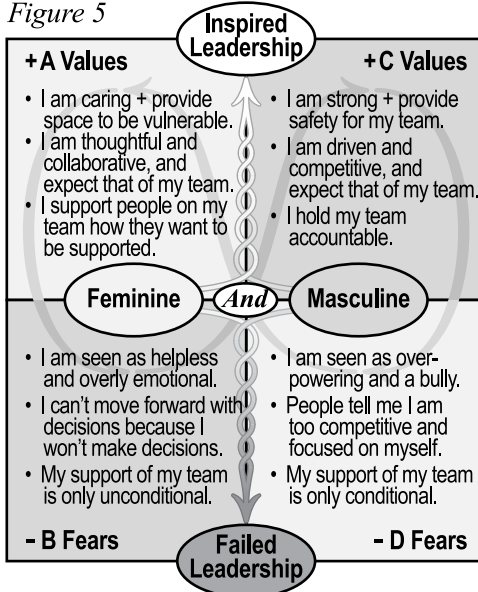 Figure 5
Inspired
Leadership
+A Values
• I am caring + provide
space to be vulnerable.
• I am thoughtful and
collaborative, and
expect that of my team.
• I support people on my
team how they want to
be supported.
+C Values
• I am strong + provide
safety for my team.
• I am driven and
competitive, and
expect that of my team.
• I hold my team
accountable.
Feminine
And
Masculine
• I am seen as helpless
and overly emotional.
• I can't move forward with
decisions because I
won't make decisions.
• My support of my team
is only unconditional.
– B Fears
• I am seen as over-
powering and a bully.
• People tell me I am
too competitive and
focused on myself.
• My support of my team
is only conditional.
– D Fears
Failed
Leadership